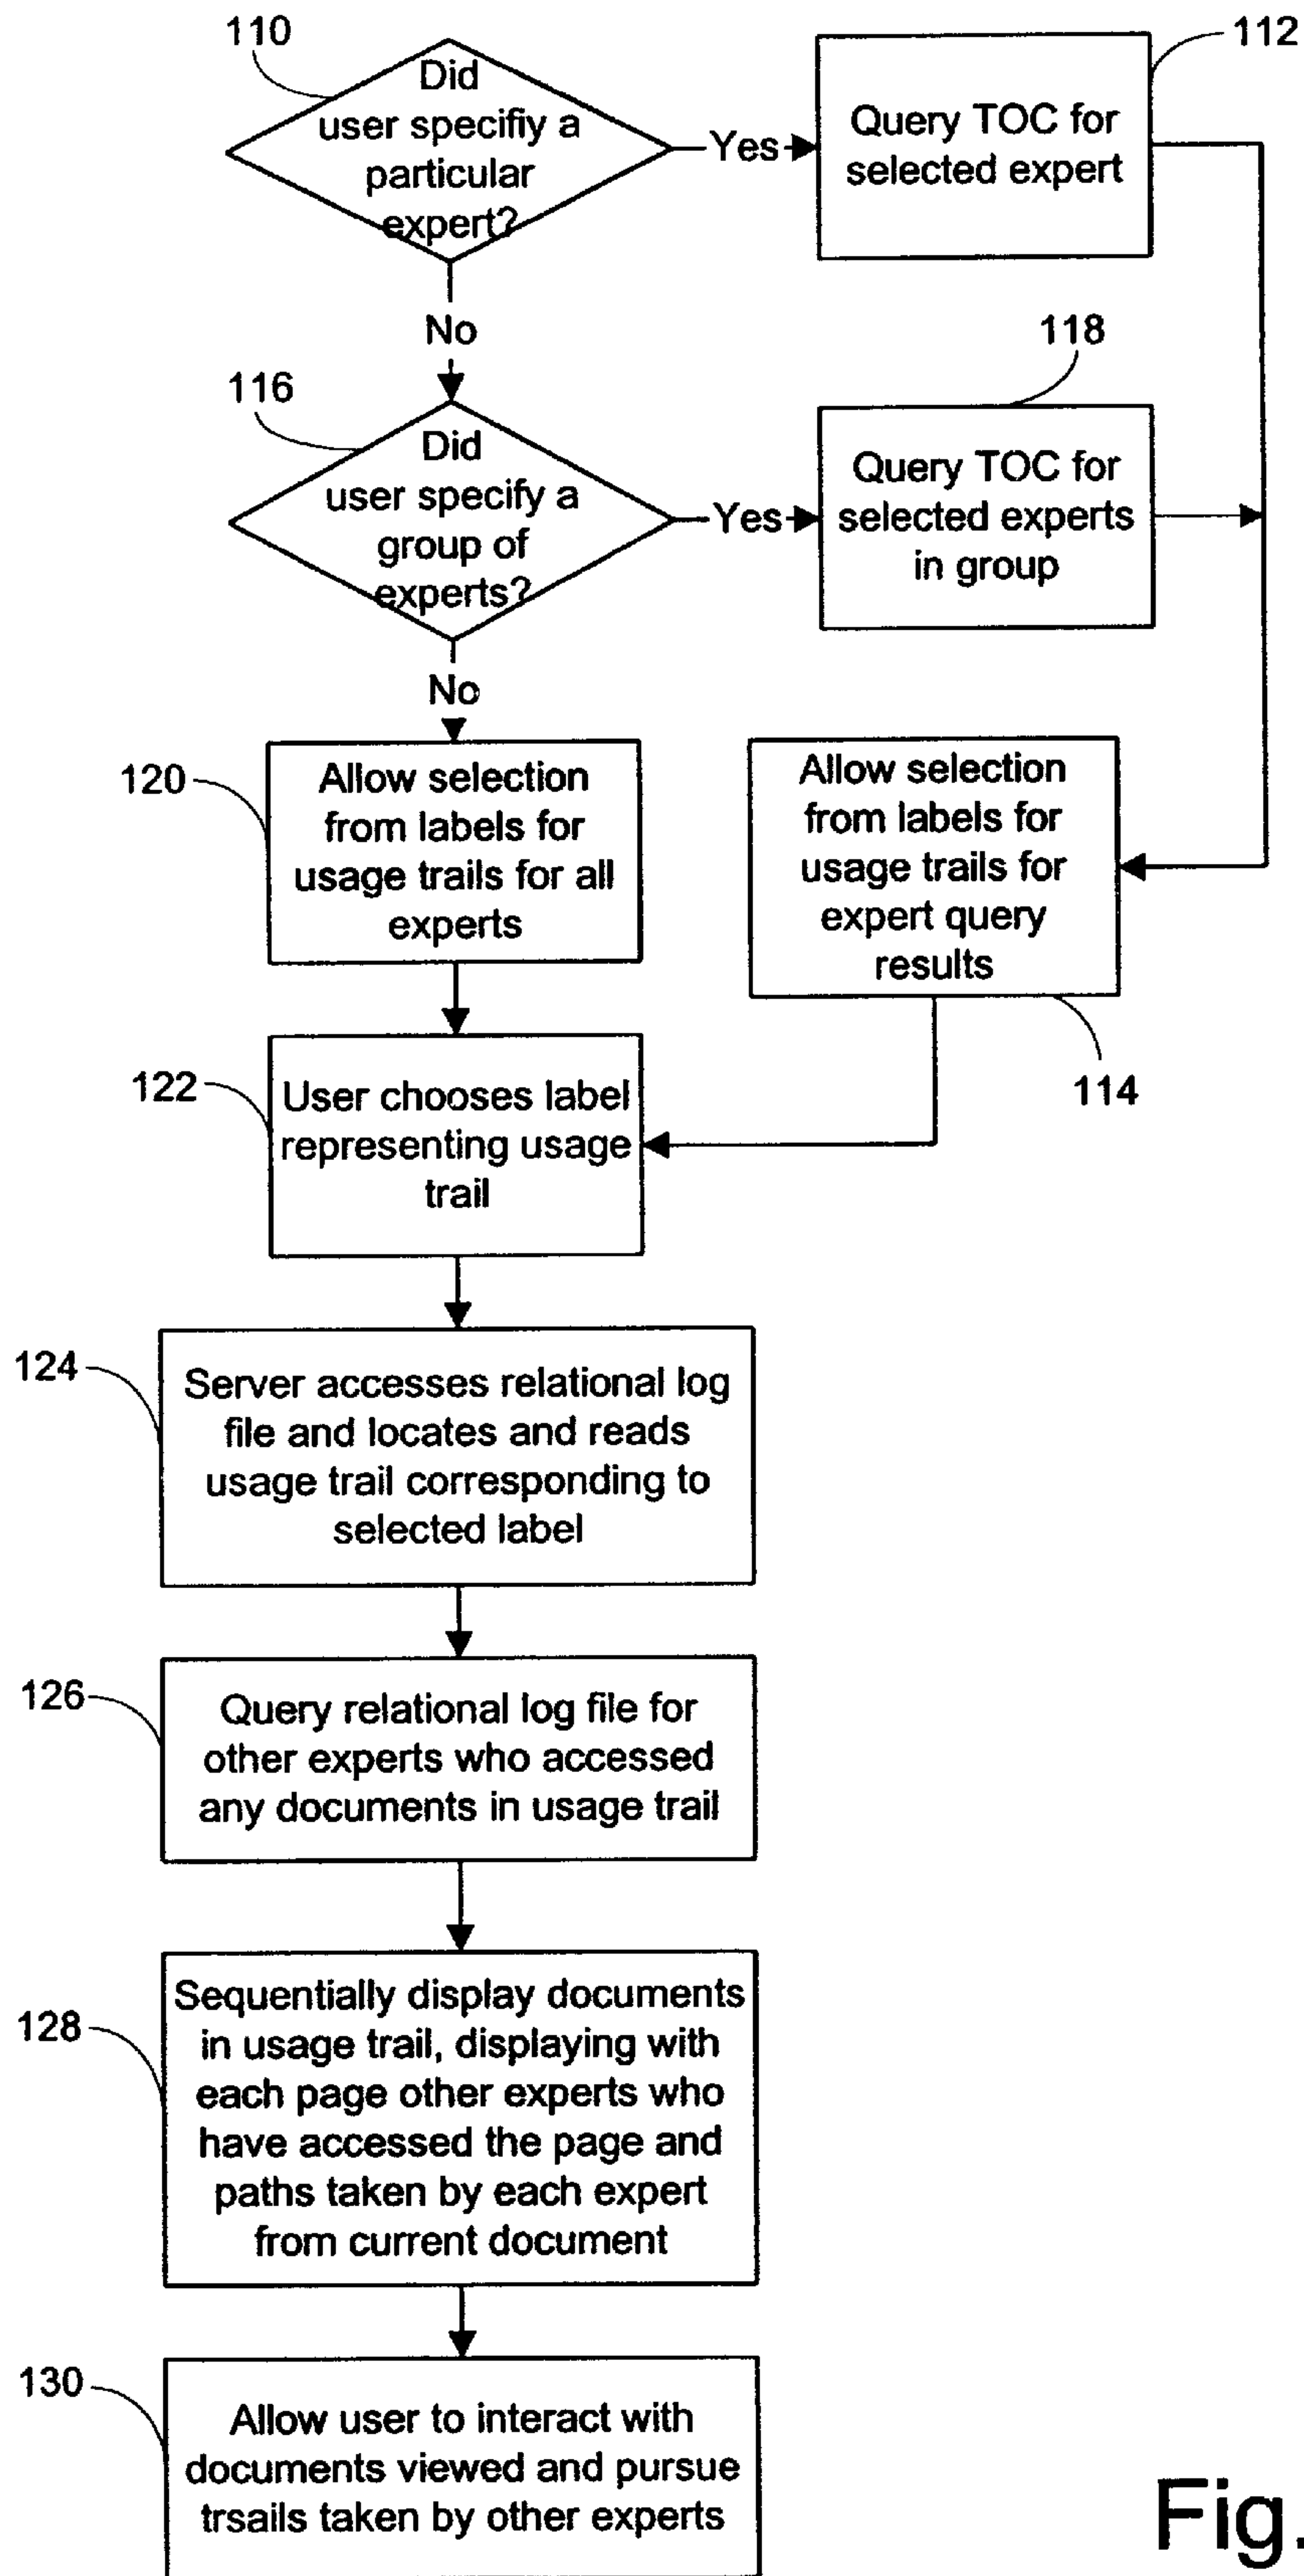 110
Did
user specifiy a
particular
expert?
Yes
112
Query TOC for
selected expert
No
116
Did
user specify a
group of
experts?
Yes
118
Query TOC for
selected experts
in group
No
120
Allow selection
from labels for
usage trails for all
experts
Allow selection
from labels for
usage trails for
expert query
results
114
122
User chooses label
representing usage
trail
124
Server accesses relational log
file and locates and reads
usage trail corresponding to
selected label
126
Query relational log file for
other experts who accessed
any documents in usage trail
128
Sequentially display documents
in usage trail, displaying with
each page other experts who
have accessed the page and
paths taken by each expert
from current document
130
Allow user to interact with
documents viewed and pursue
trsails taken by other experts
Fig.